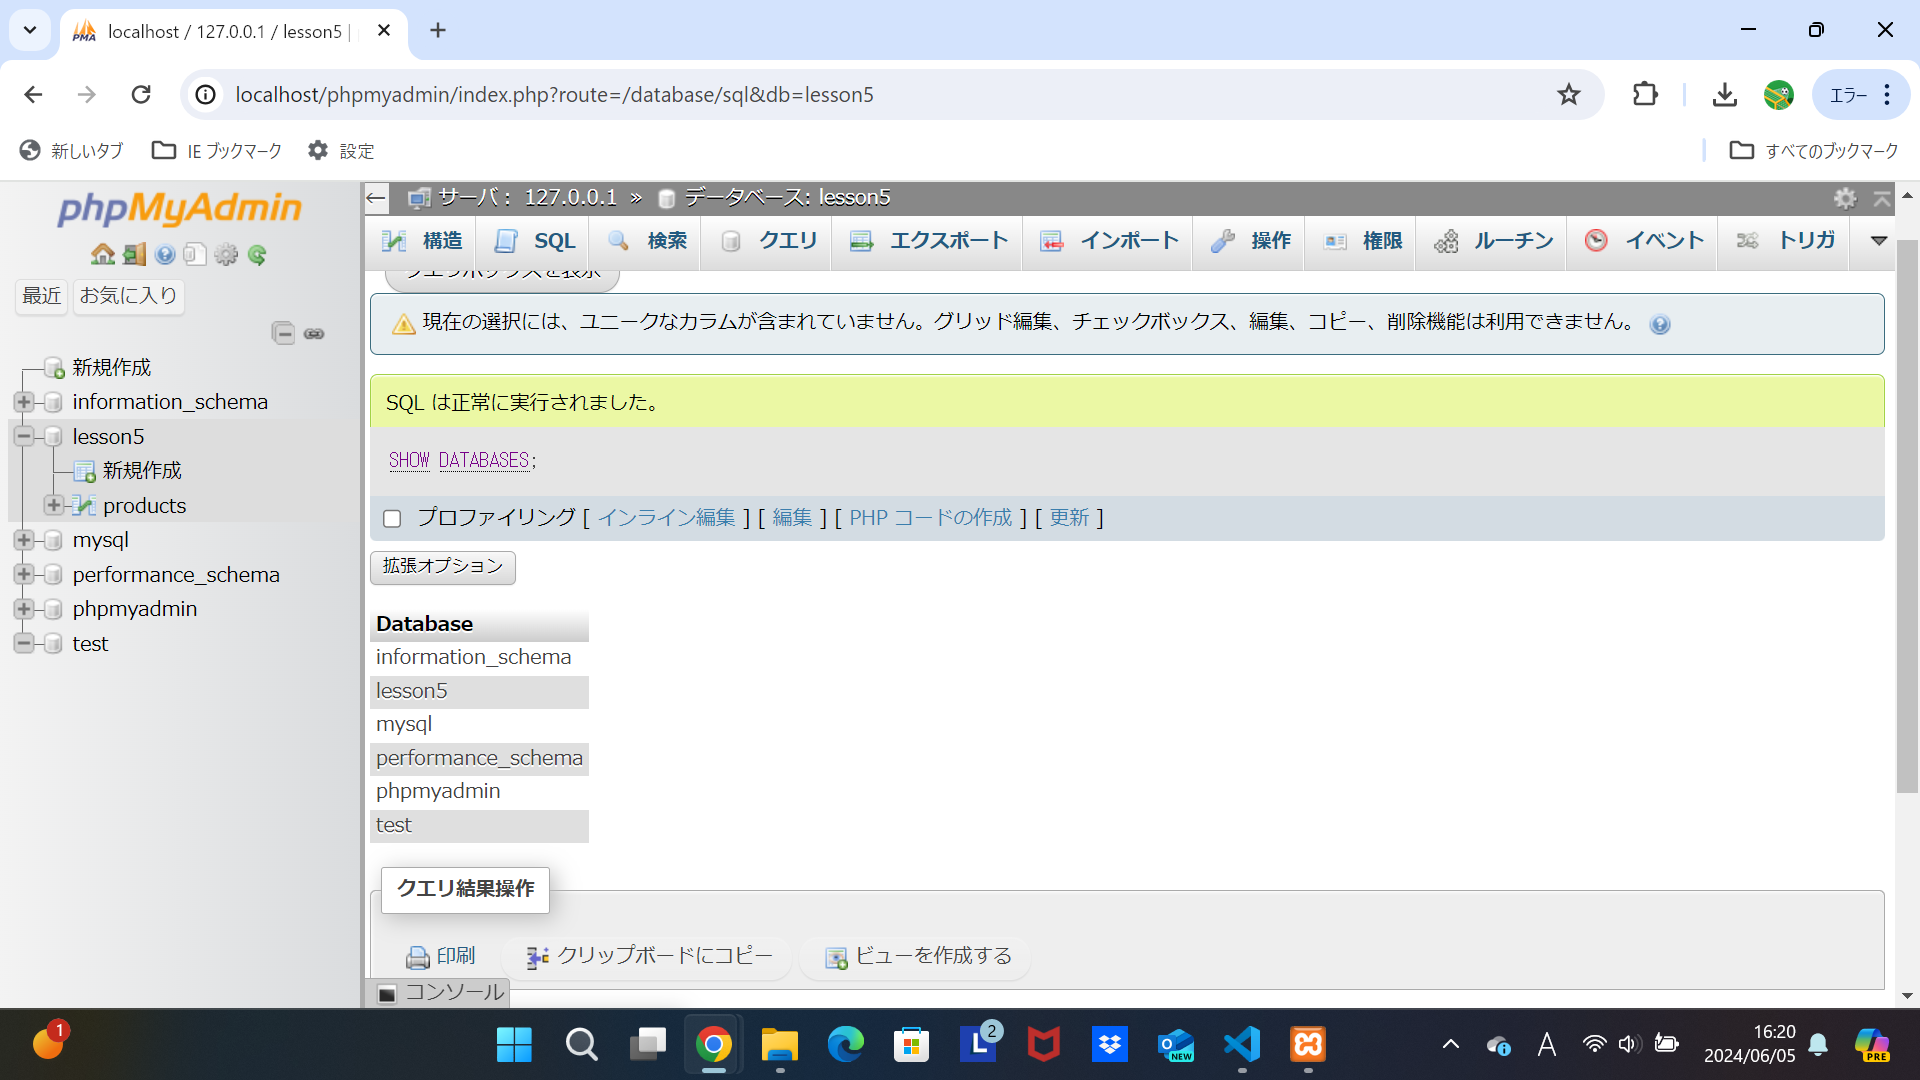 localhost / 127.0.0.1 / lesson5 |
localhost/phpmyadmin/index.php?route=/database/sql&db=lesson5
エラー
新しいタブ
IE ブックマーク
設定
すべてのブックマーク
phpMyAdmin
最近
お気に入り
新規作成
information_schema
lesson5
新規作成
products
mysql
performance_schema
phpmyadmin
test
サーバ: 127.0.0.1 » データベース: lesson5
構造
SQL
検索
クエリ
エクスポート
インポート
操作
権限
ルーチン
イベント
トリガ
クエリボックスを表示
現在の選択には、ユニークなカラムが含まれていません。グリッド編集、チェックボックス、編集、コピー、削除機能は利用できません。
SQL は正常に実行されました。
SHOW DATABASES;
プロファイリング [ インライン編集 ] [ 編集 ] [ PHP コードの作成 ] [ 更新 ]
拡張オプション
Database
information_schema
lesson5
mysql
performance_schema
phpmyadmin
test
クエリ結果操作
印刷
クリップボードにコピー
ビューを作成する
コンソール
1
2
NEW
A
16:20
2024/06/05
PRE